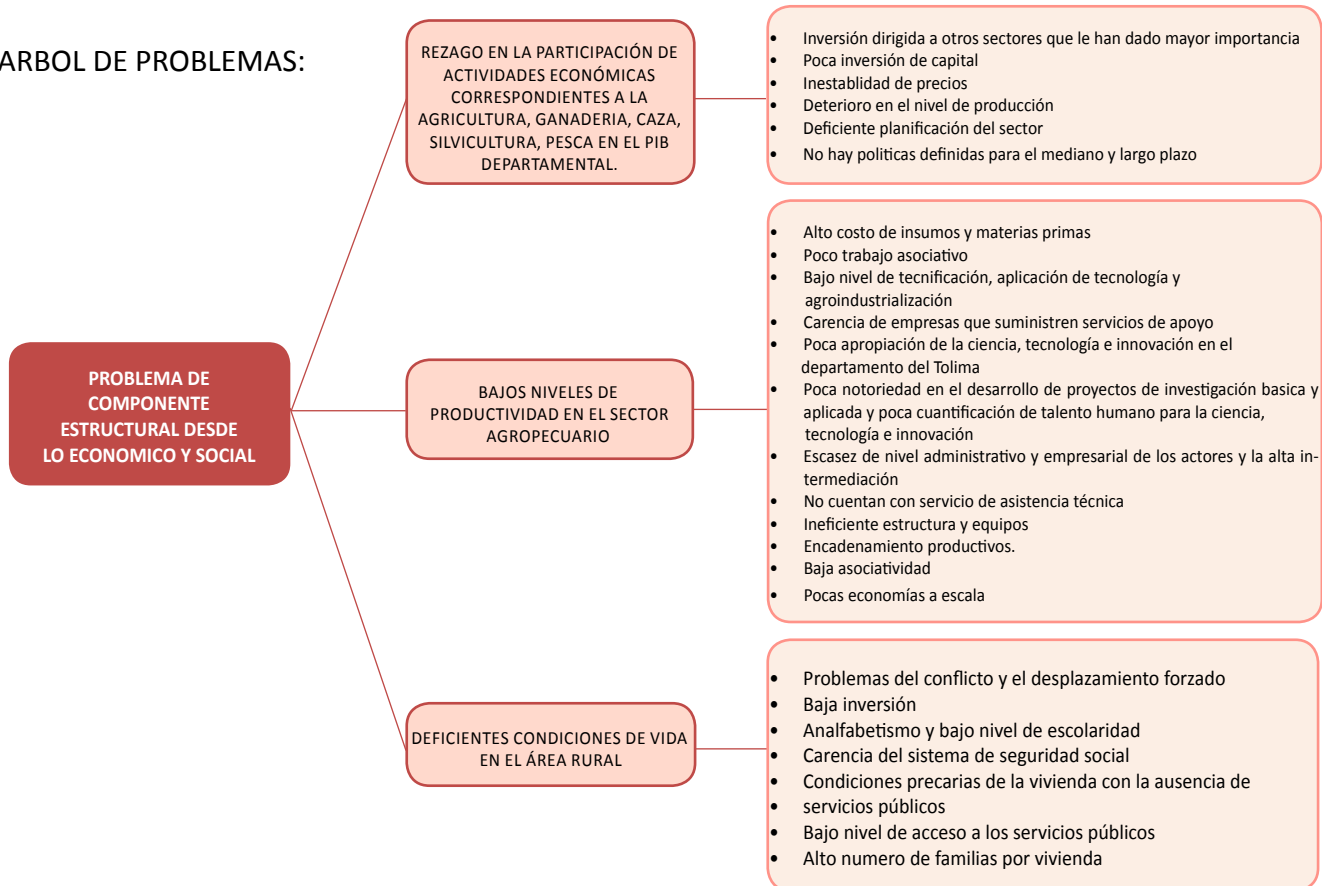 ARBOL DE PROBLEMAS:
REZAGO EN LA PARTICIPACIÓN DE
ACTIVIDADES ECONÓMICAS
CORRESPONDIENTES A LA
AGRICULTURA, GANADERIA, CAZA,
SILVICULTURA, PESCA EN EL PIB
DEPARTAMENTAL.
• Inversión dirigida a otros sectores que le han dado mayor importancia
• Poca inversión de capital
• Inestablidad de precios
• Deterioro en el nivel de producción
• Deficiente planificación del sector
• No hay politicas definidas para el mediano y largo plazo
PROBLEMA DE
COMPONENTE
ESTRUCTURAL DESDE
LO ECONOMICO Y SOCIAL
BAJOS NIVELES DE
PRODUCTIVIDAD EN EL SECTOR
AGROPECUARIO
• Alto costo de insumos y materias primas
• Poco trabajo asociativo
• Bajo nivel de tecnificación, aplicación de tecnología y
agroindustrialización
• Carencia de empresas que suministren servicios de apoyo
• Poca apropiación de la ciencia, tecnología e innovación en el
departamento del Tolima
• Poca notoriedad en el desarrollo de proyectos de investigación basica y
aplicada y poca cuantificación de talento humano para la ciencia,
tecnología e innovación
• Escasez de nivel administrativo y empresarial de los actores y la alta in-
termediación
• No cuentan con servicio de asistencia técnica
• Ineficiente estructura y equipos
• Encadenamiento productivos.
• Baja asociatividad
• Pocas economías a escala
DEFICIENTES CONDICIONES DE VIDA
EN EL ÁREA RURAL
• Problemas del conflicto y el desplazamiento forzado
• Baja inversión
• Analfabetismo y bajo nivel de escolaridad
• Carencia del sistema de seguridad social
• Condiciones precarias de la vivienda con la ausencia de
• servicios públicos
• Bajo nivel de acceso a los servicios públicos
• Alto numero de familias por vivienda